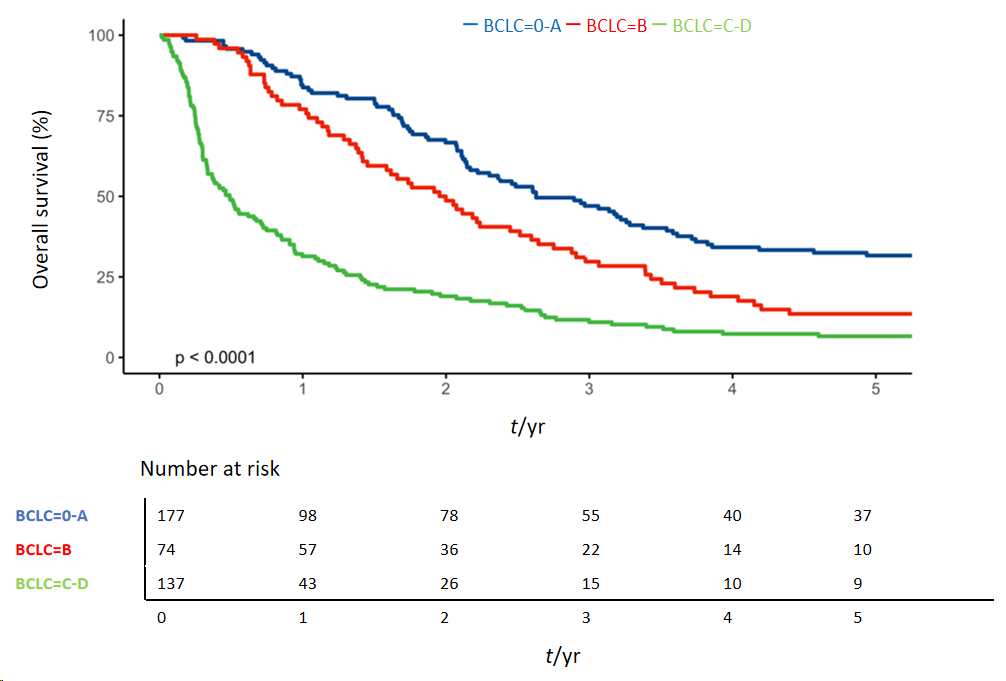 BCLC=0-A BCLC=B BCLC=C-D
Overall survival (%)
100
75
50
25
0
p < 0.0001
0 1 2 3 4 5
t/yr
Number at risk
BCLC=0-A 177 98 78 55 40 37
BCLC=B 74 57 36 22 14 10
BCLC=C-D 137 43 26 15 10 9
0 1 2 3 4 5
t/yr